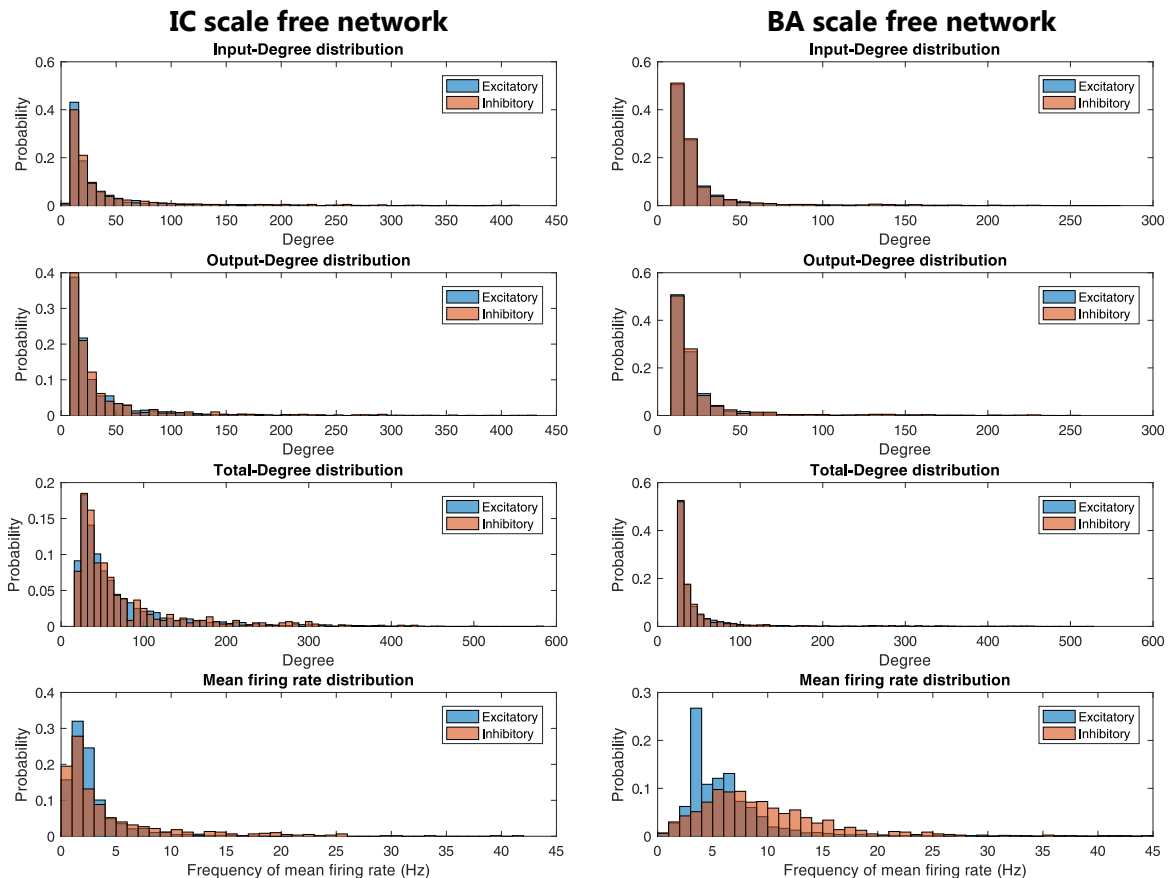 IC scale free network
BA scale free network
Input-Degree distribution
0.6
0.4
0.2
0
Probability
Excitatory
Inhibitory
0 50 100 150 200 250 300 350 400 450
Degree
Input-Degree distribution
0.6
0.4
0.2
0
Probability
Excitatory
Inhibitory
0 50 100 150 200 250 300
Degree
Output-Degree distribution
0.4
0.3
0.2
0.1
0
Probability
Excitatory
Inhibitory
0 50 100 150 200 250 300 350 400 450
Degree
Output-Degree distribution
0.6
0.4
0.2
0
Probability
Excitatory
Inhibitory
0 50 100 150 200 250 300
Degree
Total-Degree distribution
0.2
0.15
0.1
0.05
0
Probability
Excitatory
Inhibitory
0 100 200 300 400 500 600
Degree
Total-Degree distribution
0.6
0.4
0.2
0
Probability
Excitatory
Inhibitory
0 100 200 300 400 500 600
Degree
Mean firing rate distribution
0.4
0.3
0.2
0.1
0
Probability
Excitatory
Inhibitory
0 5 10 15 20 25 30 35 40 45
Frequency of mean firing rate (Hz)
Mean firing rate distribution
0.3
0.2
0.1
0
Probability
Excitatory
Inhibitory
0 5 10 15 20 25 30 35 40 45
Frequency of mean firing rate (Hz)